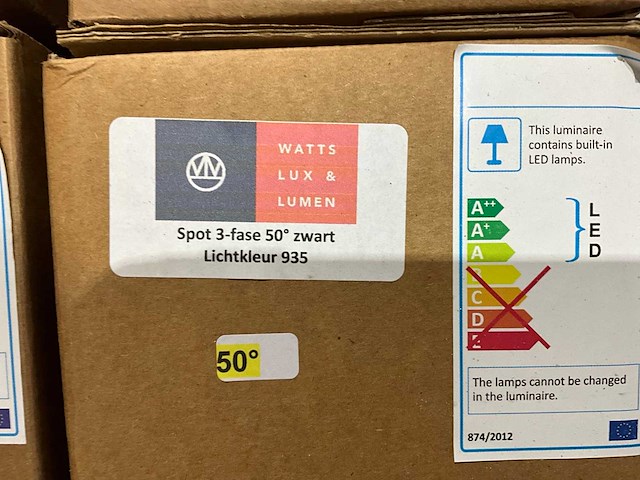 WATTS
LUX &
LUMEN
Spot 3-fase 50° zwart
Lichtkleur 935
50°
This luminaire
contains built-in
LED lamps.
A++
A+
A
L
E
D
C
D
The lamps cannot be changed
in the luminaire.
874/2012